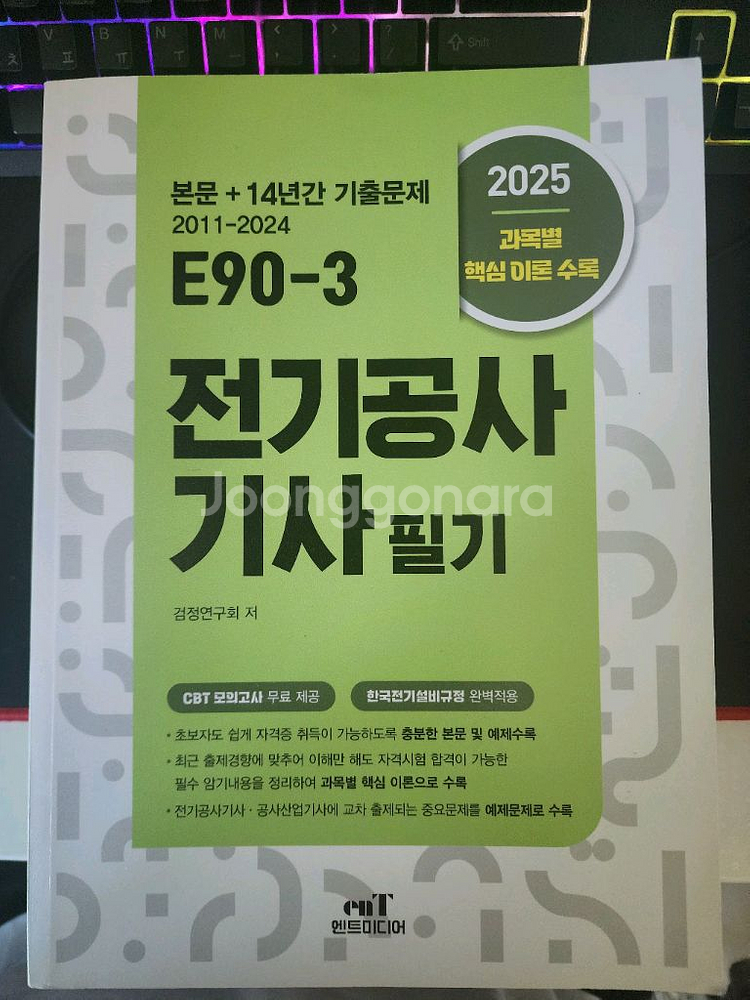 V B N M < > ?
ㅊ ㅍ ㅠ ㅜ ㅡ , . / Shift
본문 + 14년간 기출문제
2011-2024
E90-3
2025
과목별
핵심 이론 수록
전기공사
기사 필기
Joonggonara
검정연구회 저
CBT 모의고사 무료 제공
한국전기설비규정 완벽적용
• 초보자도 쉽게 자격증 취득이 가능하도록 충분한 본문 및 예제수록
• 최근 출제경향에 맞추어 이해만 해도 자격시험 합격이 가능한
필수 암기내용을 정리하여 과목별 핵심 이론으로 수록
• 전기공사기사 · 공사산업기사에 교차 출제되는 중요문제를 예제문제로 수록
enT
엔트미디어